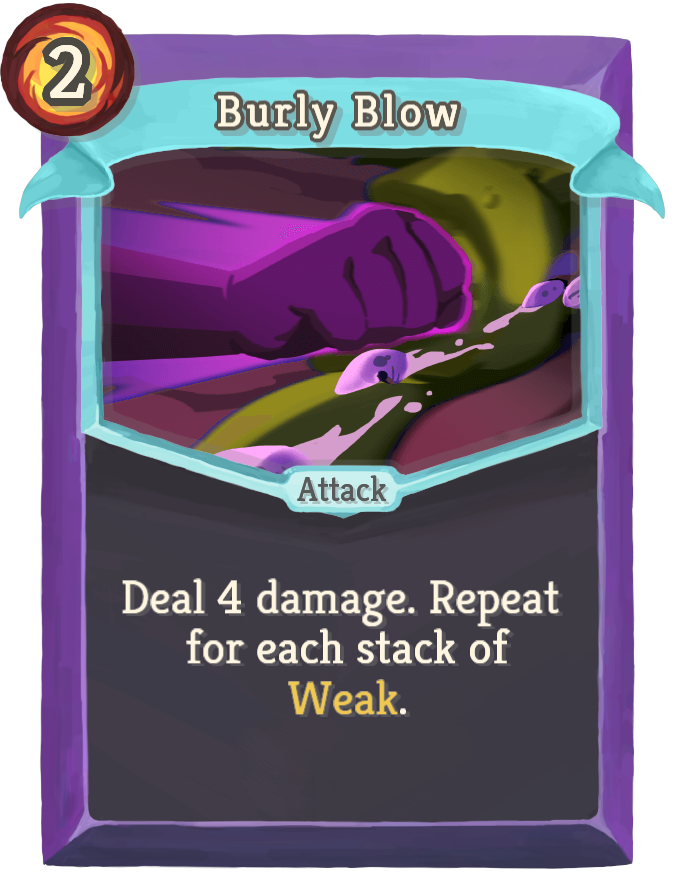 2
Burly Blow
Attack
Deal 4 damage. Repeat
for each stack of
Weak.